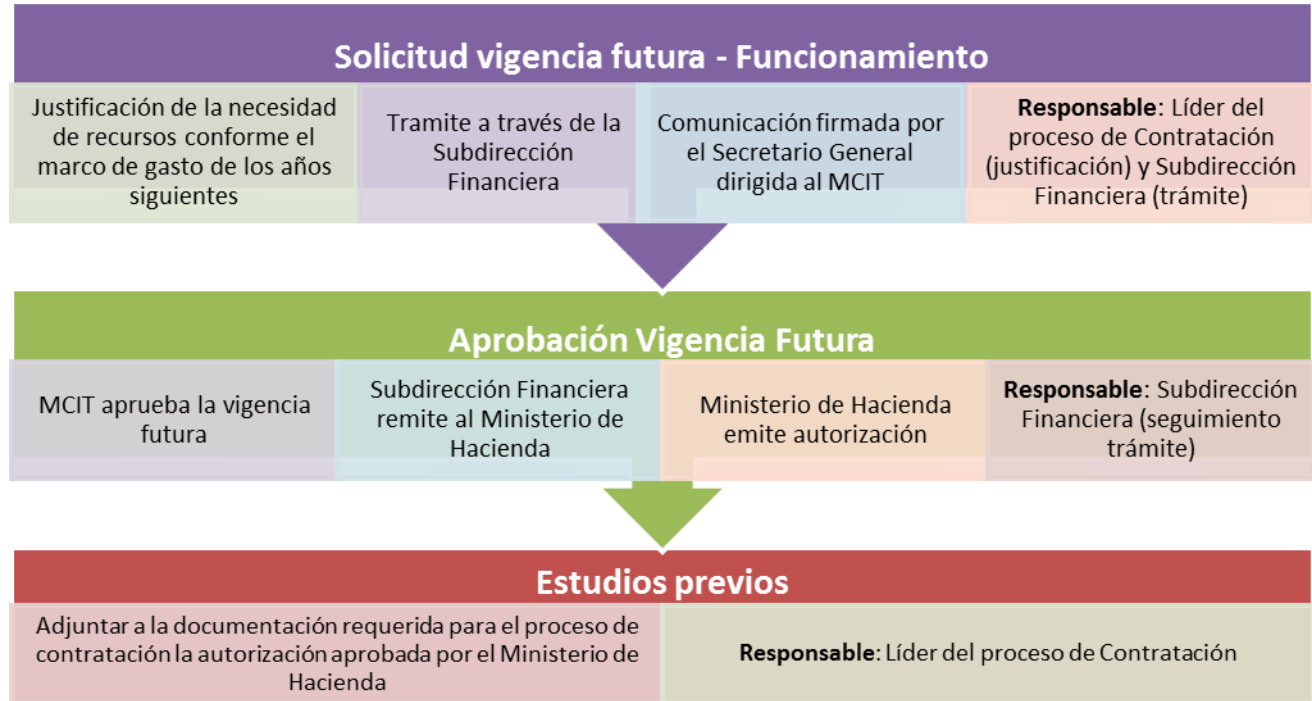 Solicitud vigencia futura - Funcionamiento
Justificación de la necesidad
de recursos conforme el
marco de gasto de los años
siguientes
Tramite a través de la
Subdirección
Financiera
Comunicación firmada por
el Secretario General
dirigida al MCIT
Responsable: Líder del
proceso de Contratación
(justificación) y Subdirección
Financiera (trámite)
Aprobación Vigencia Futura
MCIT aprueba la vigencia
futura
Subdirección Financiera
remite al Ministerio de
Hacienda
Ministerio de Hacienda
emite autorización
Responsable: Subdirección
Financiera (seguimiento
trámite)
Estudios previos
Adjuntar a la documentación requerida para el proceso de
contratación la autorización aprobada por el Ministerio de
Hacienda
Responsable: Líder del proceso de Contratación